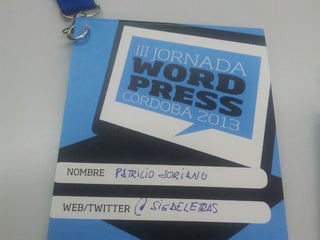 III JORNADA
WORD
PRESS
CÓRDOBA 2013
NOMBRE PATRICIO SORIANO
WEB/TWITTER @ SIGDELETRAS